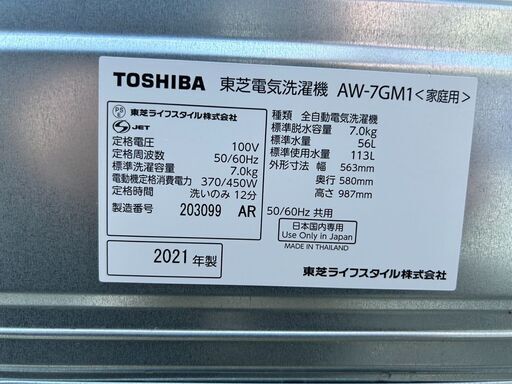 TOSHIBA 東芝電気洗濯機 AW-7GM1<家庭用>
PS E 東芝ライフスタイル株式会社
S JET
定格電圧 100V
定格周波数 50/60Hz
標準洗濯容量 7.0kg
電動機定格消費電力 370/450W
定格時間 洗いのみ 12分
製造番号 203099 AR
種類 全自動電気洗濯機
標準脱水容量 7.0kg
標準水量 56L
標準使用水量 113L
外形寸法 幅 563mm
奥行 580mm
高さ 987mm
50/60Hz 共用
日本国内専用
Use Only in Japan
MADE IN THAILAND
2021年製
東芝ライフスタイル株式会社